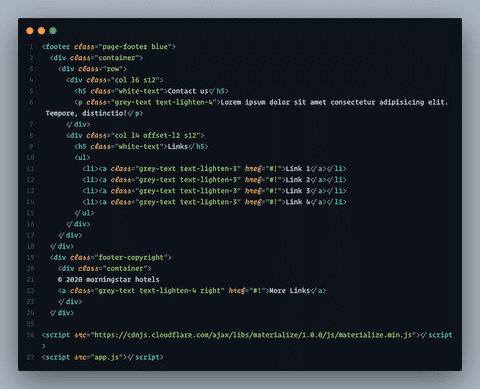 1 <footer class="page-footer blue">
2 <div class="container">
3 <div class="row">
4 <div class="col l6 s12">
5 <h5 class="white-text">Contact us</h5>
6 <p class="grey-text text-lighten-4">Lorem ipsum dolor sit amet consectetur adipisicing elit.
Tempore, distinctio!</p>
7 </div>
8 <div class="col l4 offset-l2 s12">
9 <h5 class="white-text">Links</h5>
10 <ul>
11 <li><a class="grey-text text-lighten-3" href="#!">Link 1</a></li>
12 <li><a class="grey-text text-lighten-3" href="#!">Link 2</a></li>
13 <li><a class="grey-text text-lighten-3" href="#!">Link 3</a></li>
14 <li><a class="grey-text text-lighten-3" href="#!">Link 4</a></li>
15 </ul>
16 </div>
17 </div>
18 </div>
19 <div class="footer-copyright">
20 <div class="container">
21 © 2020 morningstar hotels
22 <a class="grey-text text-lighten-4 right" href="#!">More Links</a>
23 </div>
24 </div>
25
26 <script src="https://cdnjs.cloudflare.com/ajax/libs/materialize/1.0.0/js/materialize.min.js"></script
>
27 <script src="app.js"></script>